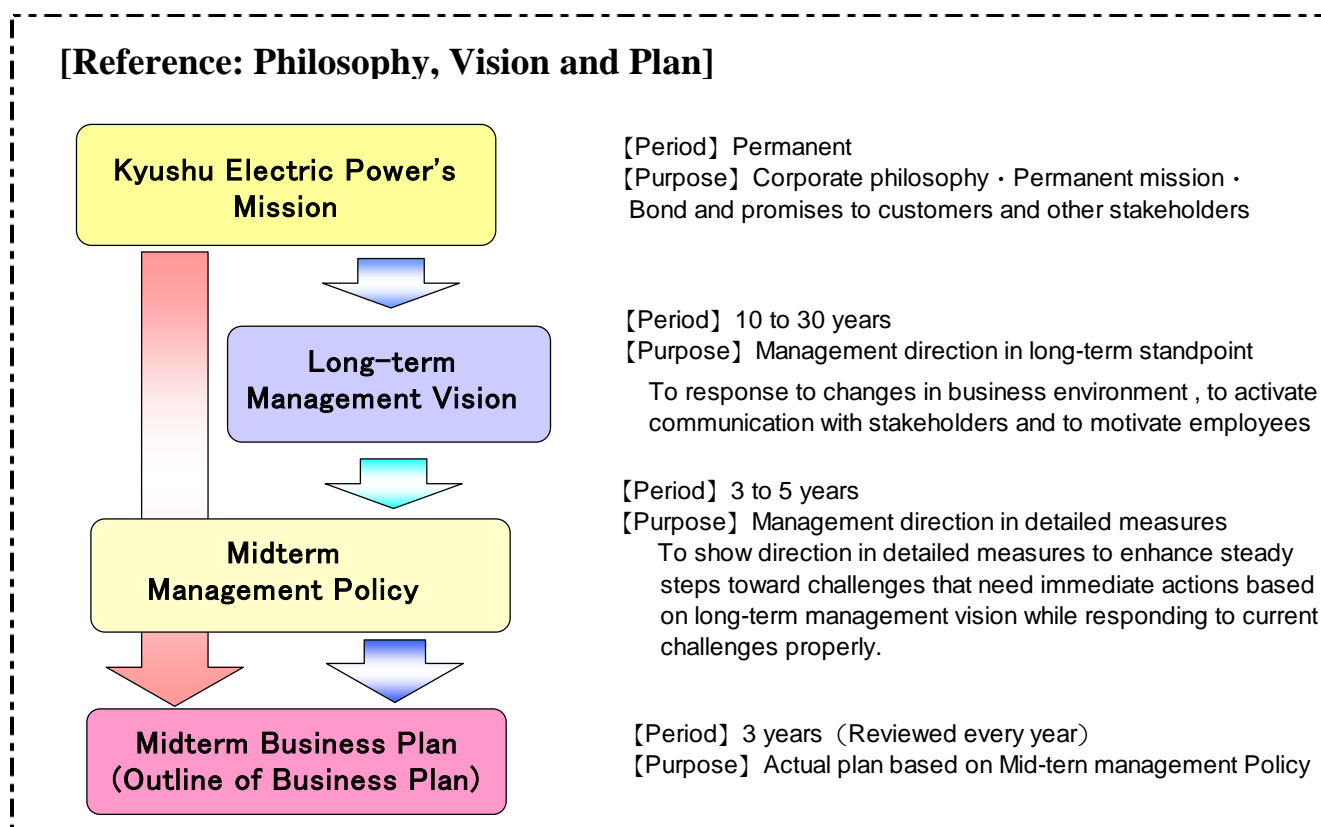 [Reference: Philosophy, Vision and Plan]
Kyushu Electric Power's
Mission
【Period】Permanent
【Purpose】Corporate philosophy・Permanent mission・
Bond and promises to customers and other stakeholders
Long-term
Management Vision
【Period】10 to 30 years
【Purpose】Management direction in long-term standpoint
To response to changes in business environment , to activate
communication with stakeholders and to motivate employees
Midterm
Management Policy
【Period】3 to 5 years
【Purpose】Management direction in detailed measures
To show direction in detailed measures to enhance steady
steps toward challenges that need immediate actions based
on long-term management vision while responding to current
challenges properly.
Midterm Business Plan
(Outline of Business Plan)
【Period】3 years（Reviewed every year）
【Purpose】Actual plan based on Mid-tern management Policy